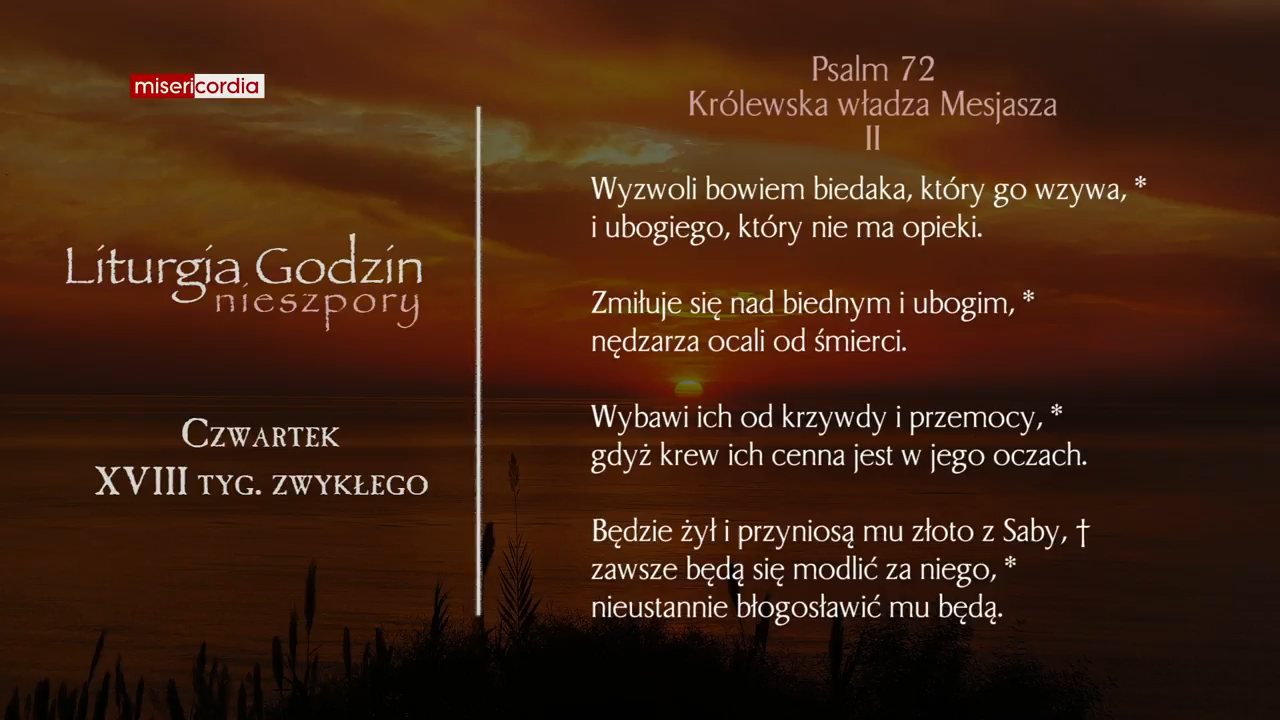 misericordia
Liturgia Godzin
nieszpory
Czwartek
XVIII tyg. zwykłego
Psalm 72
Królewska władza Mesjasza
II
Wyzwoli bowiem biedaka, który go wzywa, *
i ubogiego, który nie ma opieki.
Zmiłuje się nad biednym i ubogim, *
nędzarza ocali od śmierci.
Wybawi ich od krzywdy i przemocy, *
gdyż krew ich cenna jest w jego oczach.
Będzie żył i przyniosą mu złoto z Saby, †
zawsze będą się modlić za niego, *
nieustannie błogosławić mu będą.